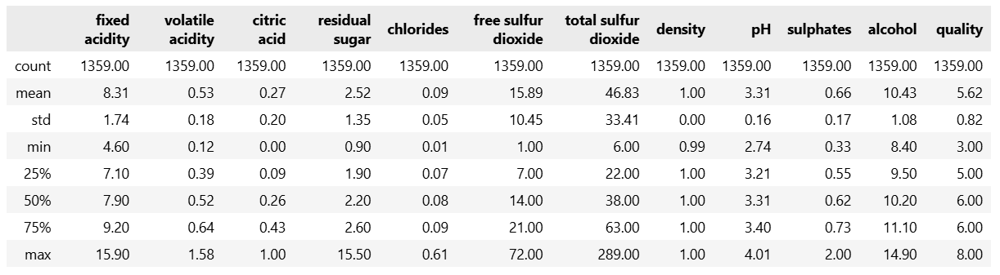 fixed acidity volatile acidity citric acid residual sugar chlorides free sulfur dioxide total sulfur dioxide density pH sulphates alcohol quality
count 1359.00 1359.00 1359.00 1359.00 1359.00 1359.00 1359.00 1359.00 1359.00 1359.00 1359.00 1359.00
mean 8.31 0.53 0.27 2.52 0.09 15.89 46.83 1.00 3.31 0.66 10.43 5.62
std 1.74 0.18 0.20 1.35 0.05 10.45 33.41 0.00 0.16 0.17 1.08 0.82
min 4.60 0.12 0.00 0.90 0.01 1.00 6.00 0.99 2.74 0.33 8.40 3.00
25% 7.10 0.39 0.09 1.90 0.07 7.00 22.00 1.00 3.21 0.55 9.50 5.00
50% 7.90 0.52 0.26 2.20 0.08 14.00 38.00 1.00 3.31 0.62 10.20 6.00
75% 9.20 0.64 0.43 2.60 0.09 21.00 63.00 1.00 3.40 0.73 11.10 6.00
max 15.90 1.58 1.00 15.50 0.61 72.00 289.00 1.00 4.01 2.00 14.90 8.00